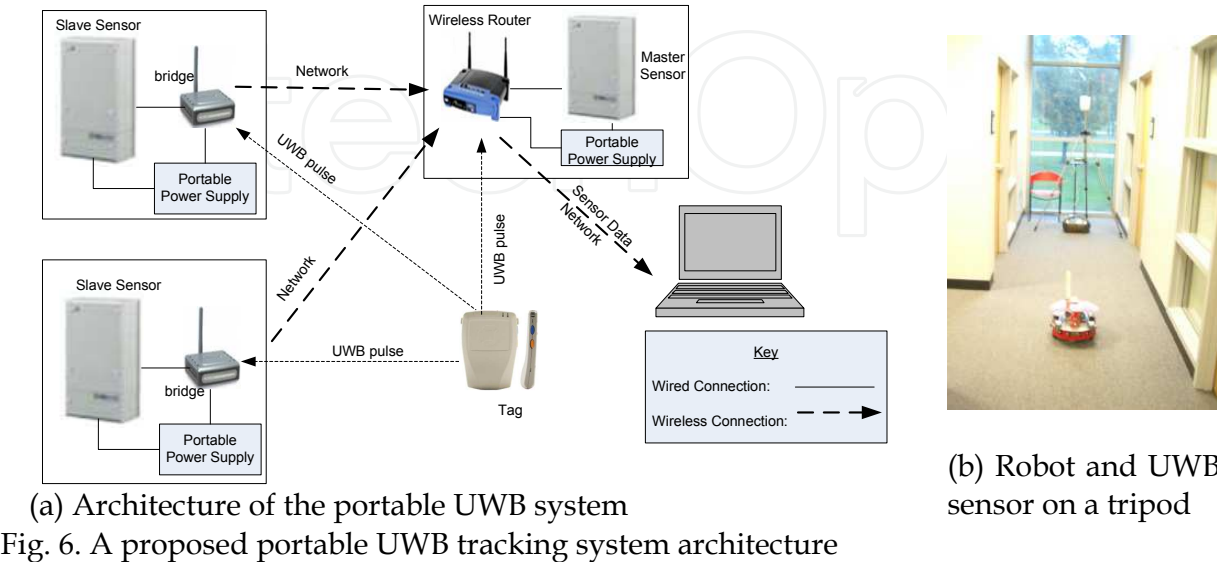 Slave Sensor
bridge
Portable
Power Supply
Network
Wireless Router
Master
Sensor
Portable
Power Supply
UWB pulse
UWB pulse
Sensor Data
Network
Slave Sensor
bridge
Portable
Power Supply
Network
UWB pulse
Tag
Key
Wired Connection:
Wireless Connection:
(a) Architecture of the portable UWB system
(b) Robot and UWB
sensor on a tripod
Fig. 6. A proposed portable UWB tracking system architecture